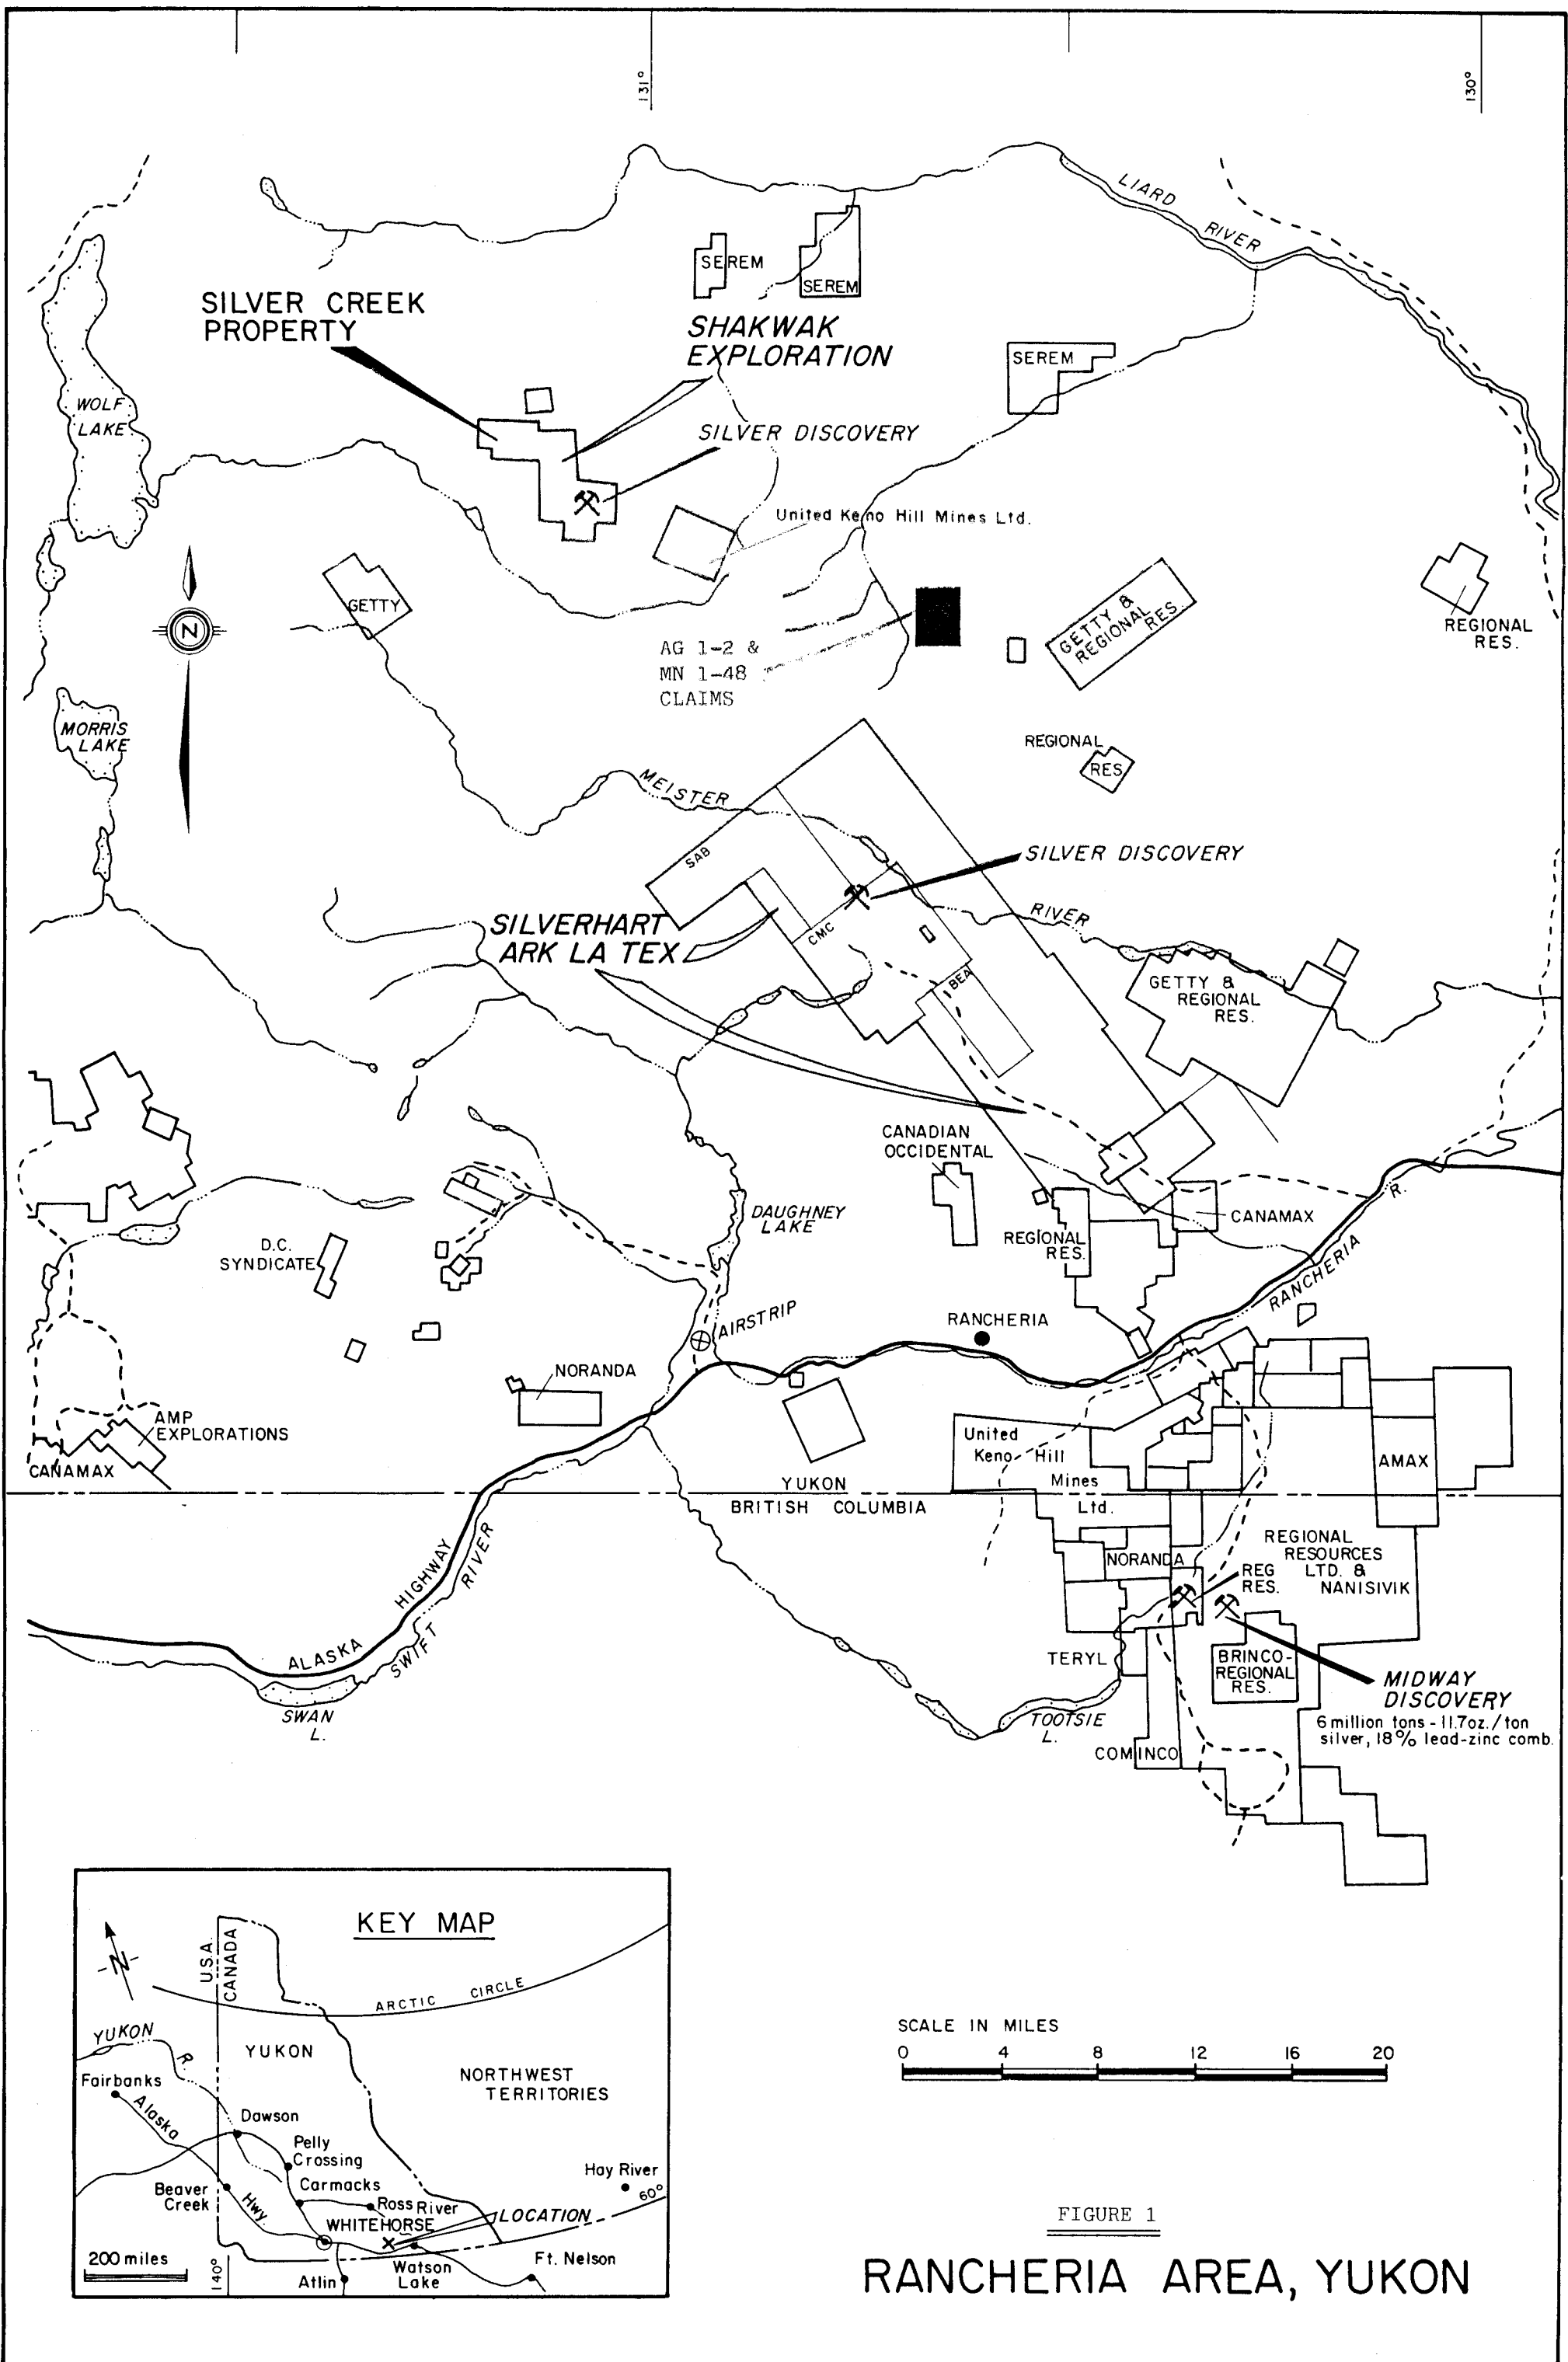 131°
130°
LIARD
RIVER
SEREM
SEREM
SILVER CREEK
PROPERTY
SHAKWAK
EXPLORATION
SEREM
WOLF
LAKE
SILVER DISCOVERY
United Keno Hill Mines Ltd.
GETTY
N
GETTY &
REGIONAL
RES.
REGIONAL
RES.
AG 1-2 &
MN 1-48
CLAIMS
MORRIS
LAKE
REGIONAL
RES
MEISTER
SAB
SILVER DISCOVERY
RIVER
SILVERHART
ARK LA TEX
CMC
BEA
GETTY &
REGIONAL
RES.
CANADIAN
OCCIDENTAL
DAUGHNEY
LAKE
REGIONAL
RES.
CANAMAX
R.
RANCHERIA
D.C.
SYNDICATE
AIRSTRIP
RANCHERIA
NORANDA
AMP
EXPLORATIONS
CANAMAX
United
Keno Hill
Mines
Ltd.
AMAX
YUKON
BRITISH COLUMBIA
NORANDA
REGIONAL
RESOURCES
LTD. &
NANISIVIK
REG
RES.
HIGHWAY
RIVER
ALASKA
SWIFT
SWAN
L.
TERYL
BRINCO-
REGIONAL
RES.
MIDWAY
DISCOVERY
6 million tons - 11.7oz./ton
silver, 18% lead-zinc comb.
TOOTSIE
L.
COMINCO
KEY MAP
N
U.S.A.
CANADA
ARCTIC CIRCLE
YUKON
R.
YUKON
NORTHWEST
TERRITORIES
Fairbanks
Alaska
Dawson
Pelly
Crossing
Carmacks
Beaver
Creek
Hwy.
Ross River
WHITEHORSE
LOCATION
Hay River
60°
200 miles
140°
Atlin
Watson
Lake
Ft. Nelson
SCALE IN MILES
0 4 8 12 16 20
FIGURE 1
RANCHERIA AREA, YUKON